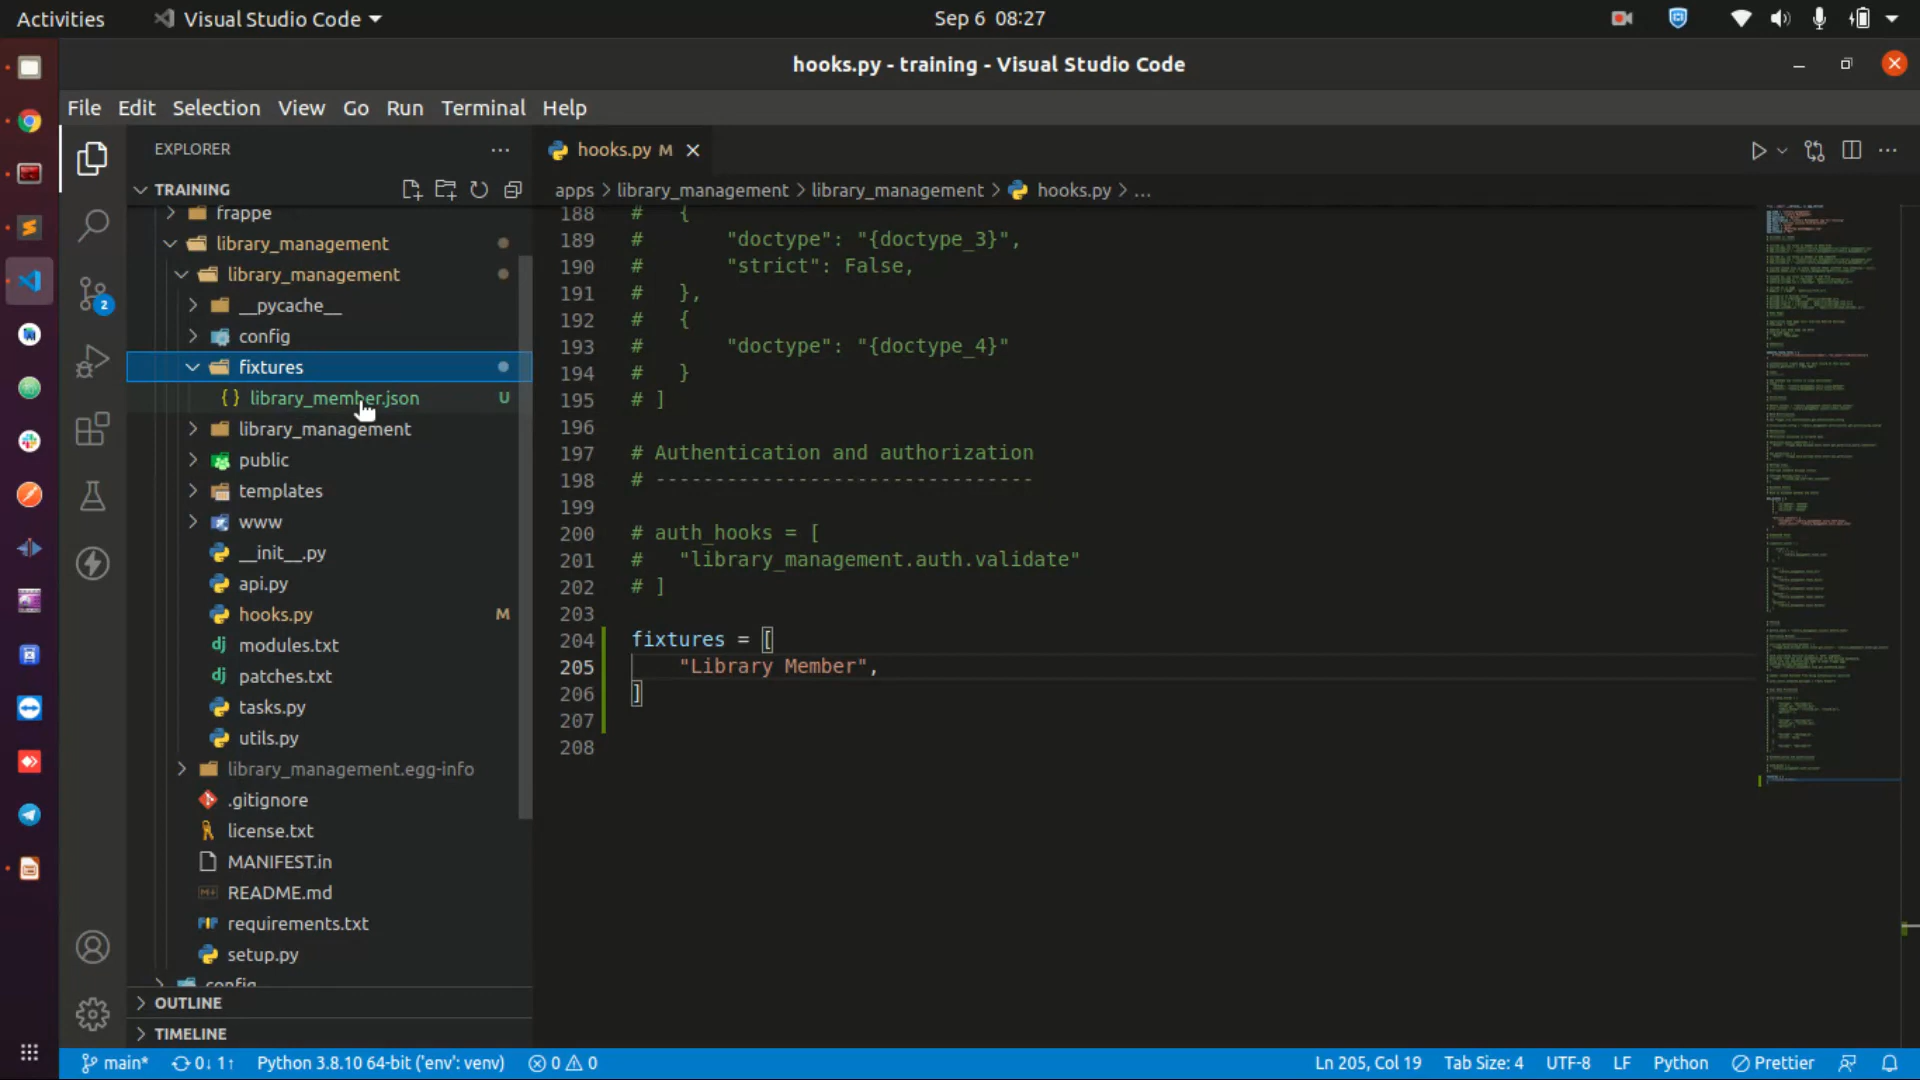 Activities
Visual Studio Code
Sep 6 08:27
hooks.py - training - Visual Studio Code
File Edit Selection View Go Run Terminal Help
EXPLORER
hooks.py M
TRAINING
apps > library_management > library_management > hooks.py > ...
frappe
library_management
library_management
__pycache__
config
fixtures
{} library_member.json U
library_management
public
templates
www
__init__.py
api.py
hooks.py M
modules.txt
patches.txt
tasks.py
utils.py
library_management.egg-info
.gitignore
license.txt
MANIFEST.in
README.md
requirements.txt
setup.py
config
OUTLINE
TIMELINE
2
188 # {
189 # "doctype": "{doctype_3}",
190 # "strict": False,
191 # },
192 # {
193 # "doctype": "{doctype_4}"
194 # }
195 # ]
196
197 # Authentication and authorization
198 # --------------------------------
199
200 # auth_hooks = [
201 # "library_management.auth.validate"
202 # ]
203
204 fixtures = [
205 "Library Member",
206 ]
207
208
main* 0↓ 1↑ Python 3.8.10 64-bit ('env': venv) 0 0 Ln 205, Col 19 Tab Size: 4 UTF-8 LF Python Prettier